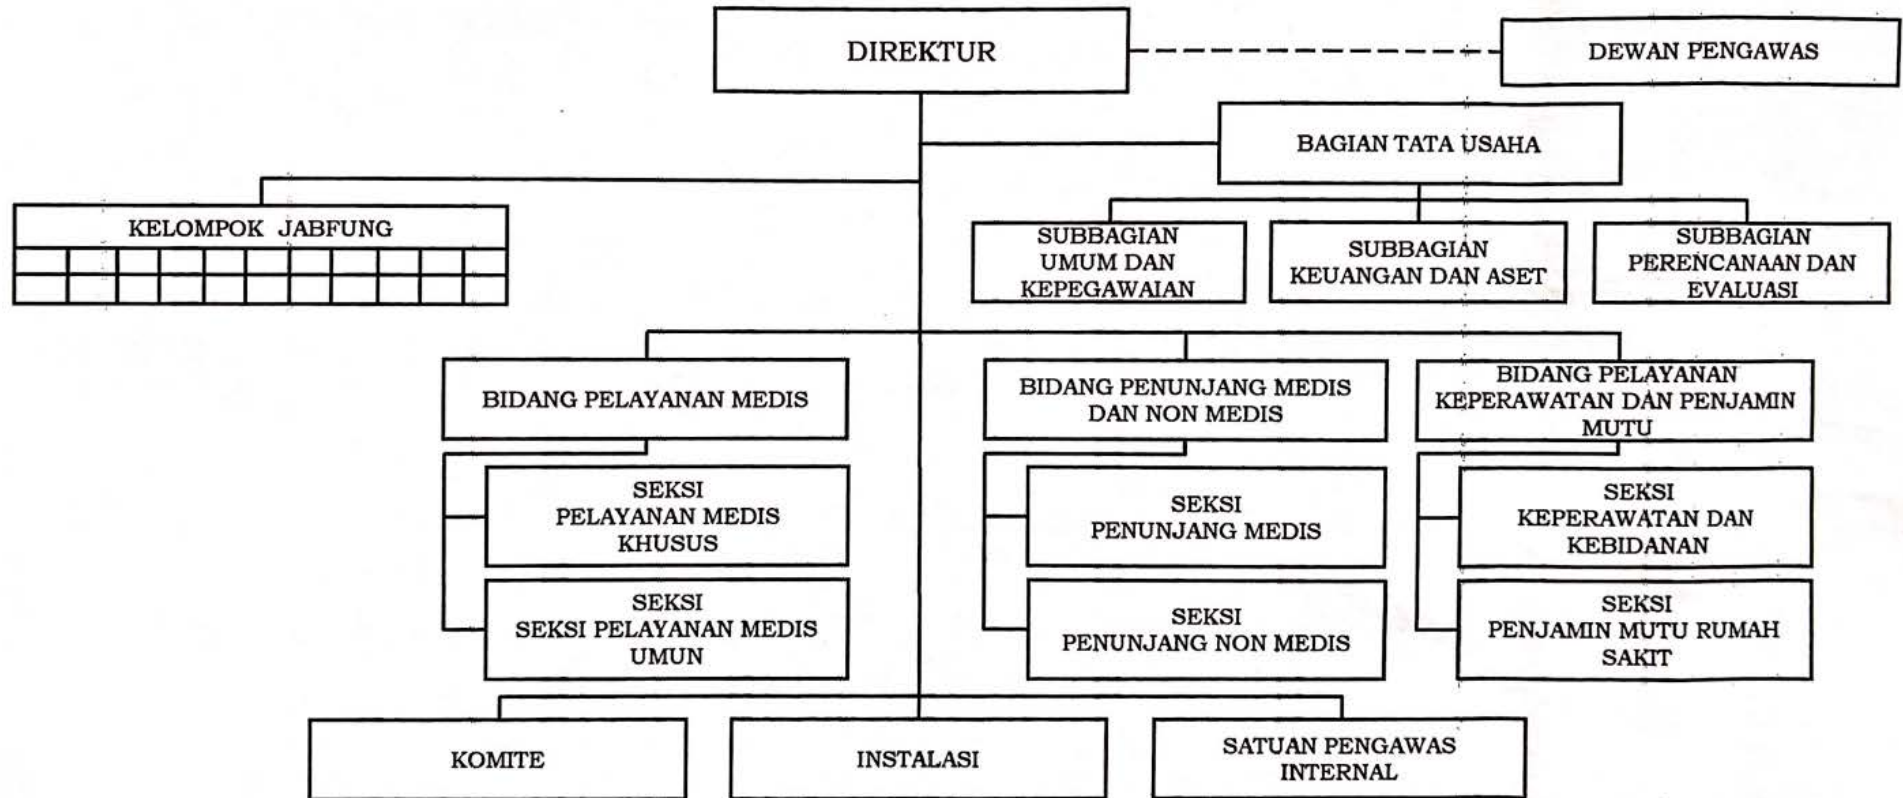 DIREKTUR
DEWAN PENGAWAS
BAGIAN TATA USAHA
KELOMPOK JABFUNG
SUBBAGIAN
UMUM DAN
KEPEGAWAIAN
SUBBAGIAN
KEUANGAN DAN ASET
SUBBAGIAN
PERENCANAAN DAN
EVALUASI
BIDANG PELAYANAN MEDIS
BIDANG PENUNJANG MEDIS
DAN NON MEDIS
BIDANG PELAYANAN
KEPERAWATAN DAN PENJAMIN
MUTU
SEKSI
PELAYANAN MEDIS
KHUSUS
SEKSI
PENUNJANG MEDIS
SEKSI
KEPERAWATAN DAN
KEBIDANAN
SEKSI
SEKSI PELAYANAN MEDIS
UMUN
SEKSI
PENUNJANG NON MEDIS
SEKSI
PENJAMIN MUTU RUMAH
SAKIT
KOMITE
INSTALASI
SATUAN PENGAWAS
INTERNAL